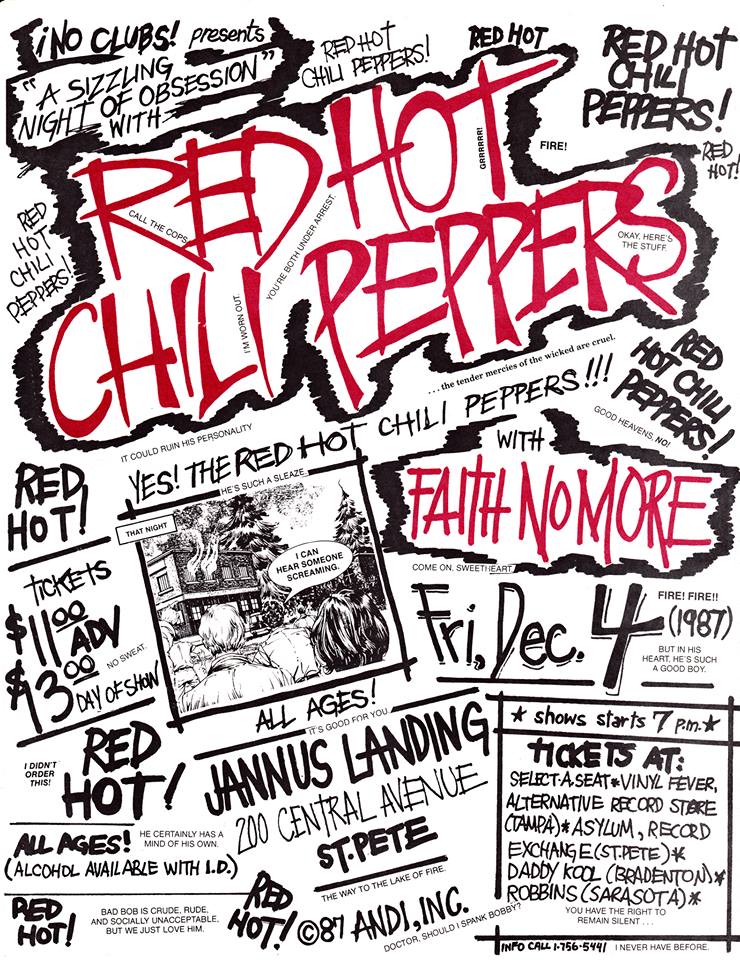 ¡NO CLUBS! presents
"A SIZZLING
NIGHT OF OBSESSION"
WITH
RED HOT
CHILI PEPPERS!
RED HOT
RED HOT
CHILI
PEPPERS!
RED
HOT!
RED
HOT
CHILI
PEPPERS!
RED HOT
CHILI PEPPERS
CALL THE COPS.
YOU'RE BOTH UNDER ARREST.
I'M WORN OUT.
GRRRRRR!
FIRE!
OKAY, HERE'S
THE STUFF.
...the tender mercies of the wicked are cruel.
RED
HOT CHILI
PEPPERS!
GOOD HEAVENS, NO!
IT COULD RUIN HIS PERSONALITY
YES! THE RED HOT CHILI PEPPERS!!!
HE'S SUCH A SLEAZE.
WITH
FAITH NO MORE
COME ON, SWEETHEART.
RED
HOT!
THAT NIGHT
I CAN
HEAR SOMEONE
SCREAMING.
TICKETS
$11.00 ADV
$13.00 DAY OF SHOW
NO SWEAT.
Fri, Dec. 4
FIRE! FIRE!!
(1987)
BUT IN HIS
HEART, HE'S SUCH
A GOOD BOY.
ALL AGES!
IT'S GOOD FOR YOU.
RED
HOT!
I DIDN'T
ORDER
THIS!
JANNUS LANDING
200 CENTRAL AVENUE
ST. PETE
THE WAY TO THE LAKE OF FIRE.
★ shows starts 7 p.m. ★
TICKETS AT:
SELECT-A-SEAT*VINYL FEVER,
ALTERNATIVE RECORD STORE
(TAMPA)*ASYLUM, RECORD
EXCHANGE (ST.PETE)*
DADDY KOOL (BRADENTON)*
ROBBINS (SARASOTA)*
YOU HAVE THE RIGHT TO
REMAIN SILENT . . .
ALL AGES!
HE CERTAINLY HAS A
MIND OF HIS OWN.
(ALCOHOL AVAILABLE WITH I.D.)
RED
HOT!
BAD BOB IS CRUDE, RUDE,
AND SOCIALLY UNACCEPTABLE,
BUT WE JUST LOVE HIM.
RED
HOT!
©87 ANDI, INC.
DOCTOR, SHOULD I SPANK BOBBY?
INFO CALL 1-756-5441
I NEVER HAVE BEFORE.